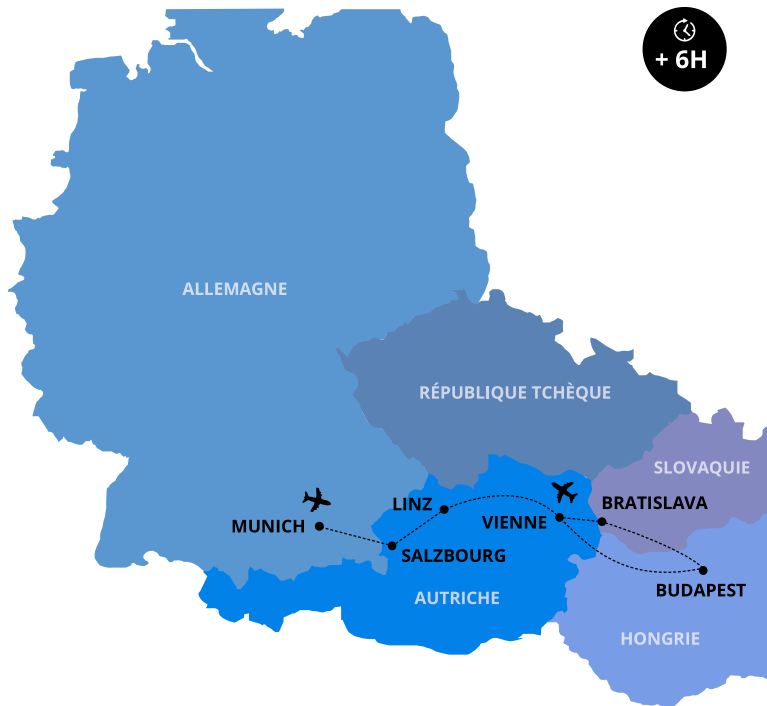 + 6H
ALLEMAGNE
RÉPUBLIQUE TCHÈQUE
SLOVAQUIE
LINZ
BRATISLAVA
VIENNE
MUNICH
SALZBOURG
BUDAPEST
AUTRICHE
HONGRIE